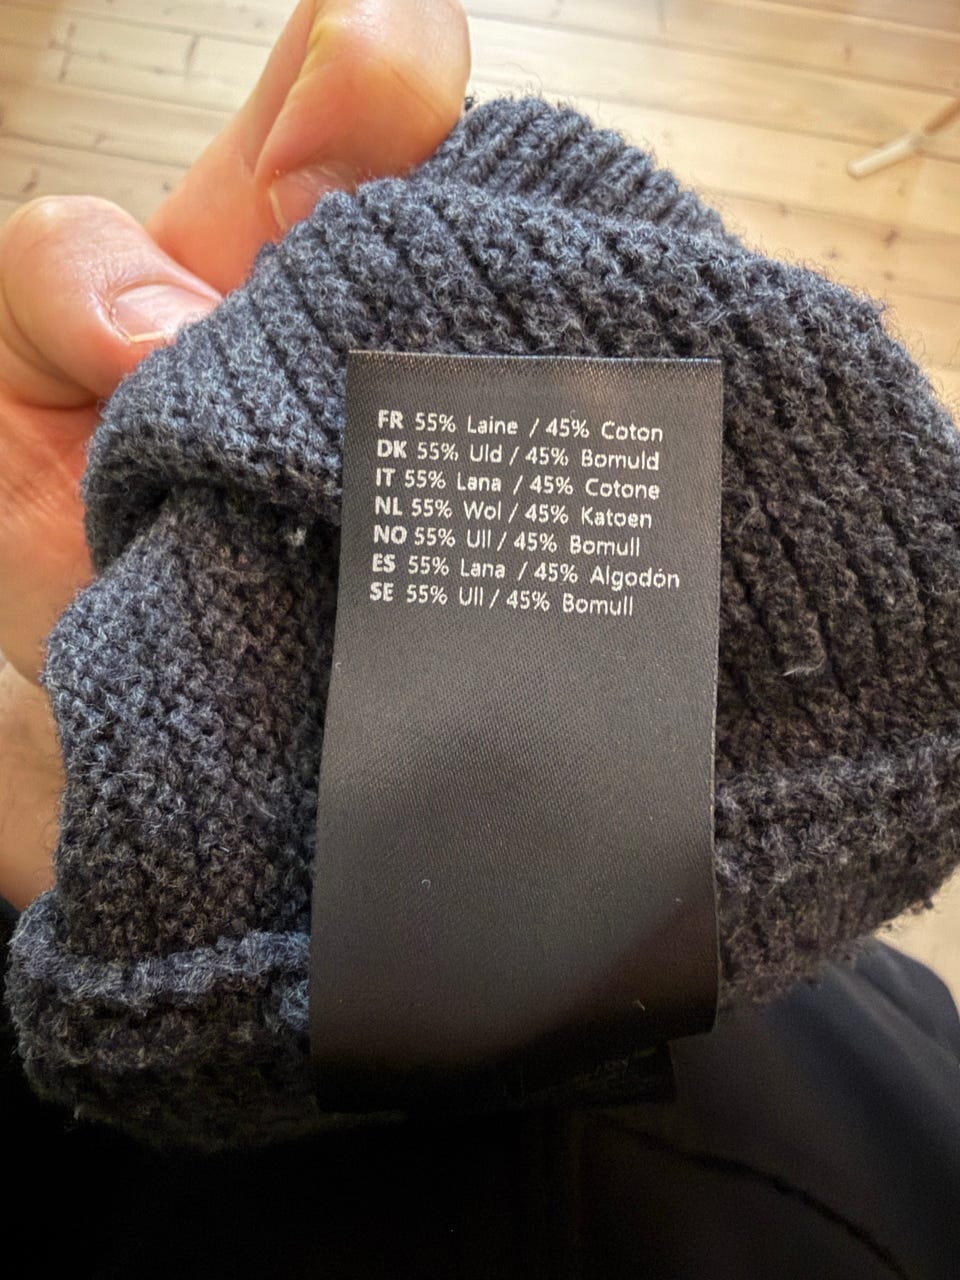 FR 55% Laine / 45% Coton
DK 55% Uld / 45% Bomuld
IT 55% Lana / 45% Cotone
NL 55% Wol / 45% Katoen
NO 55% Ull / 45% Bomull
ES 55% Lana / 45% Algodón
SE 55% Ull / 45% Bomull